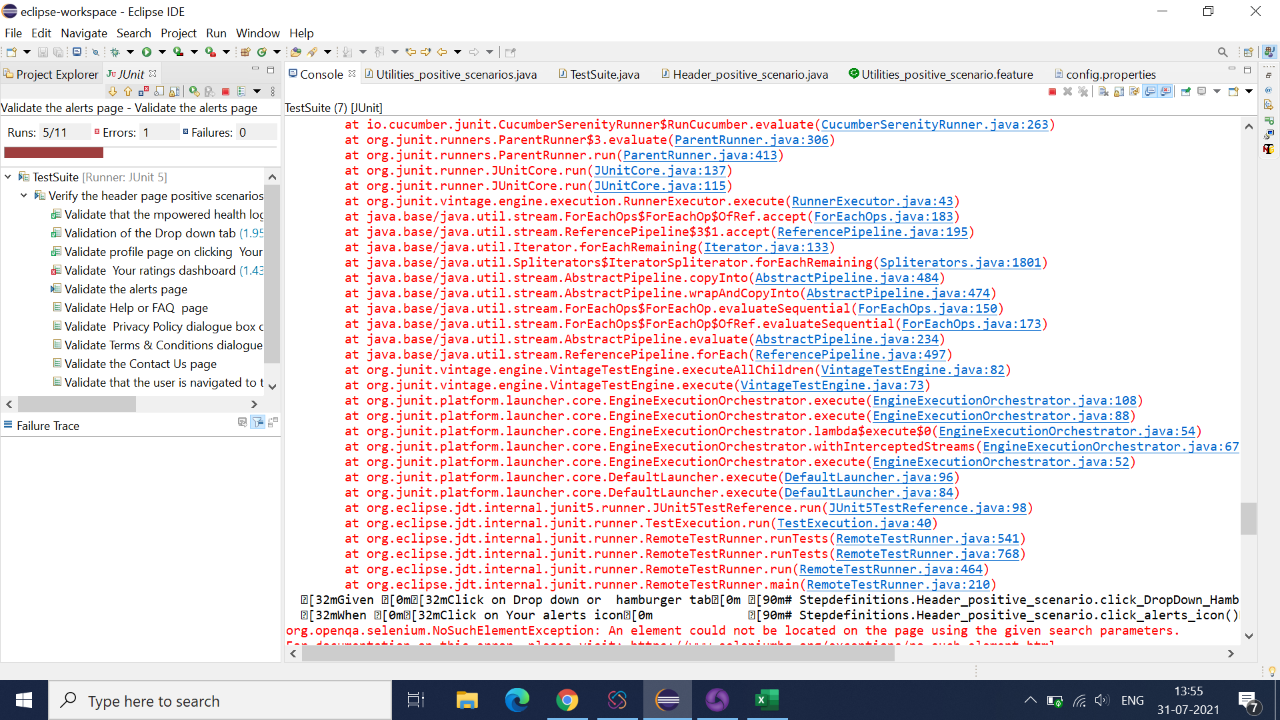 eclipse-workspace - Eclipse IDE
File Edit Navigate Search Project Run Window Help
Project Explorer JUnit
Console Utilities_positive_scenarios.java TestSuite.java Header_positive_scenario.java Utilities_positive_scenario.feature config.properties
Validate the alerts page - Validate the alerts page
Runs: 5/11 Errors: 1 Failures: 0
TestSuite [Runner: JUnit 5]
Verify the header page positive scenarios
Validate that the mpowered health log
Validation of the Drop down tab (1.95
Validate profile page on clicking Your
Validate Your ratings dashboard (1.43
Validate the alerts page
Validate Help or FAQ page
Validate Privacy Policy dialogue box c
Validate Terms & Conditions dialogue
Validate the Contact Us page
Validate that the user is navigated to t
Failure Trace
TestSuite (7) [JUnit]
at io.cucumber.junit.CucumberSerenityRunner$RunCucumber.evaluate(CucumberSerenityRunner.java:263)
at org.junit.runners.ParentRunner$3.evaluate(ParentRunner.java:306)
at org.junit.runners.ParentRunner.run(ParentRunner.java:413)
at org.junit.runner.JUnitCore.run(JUnitCore.java:137)
at org.junit.runner.JUnitCore.run(JUnitCore.java:115)
at org.junit.vintage.engine.execution.RunnerExecutor.execute(RunnerExecutor.java:43)
at java.base/java.util.stream.ForEachOps$ForEachOp$OfRef.accept(ForEachOps.java:183)
at java.base/java.util.stream.ReferencePipeline$3$1.accept(ReferencePipeline.java:195)
at java.base/java.util.Iterator.forEachRemaining(Iterator.java:133)
at java.base/java.util.Spliterators$IteratorSpliterator.forEachRemaining(Spliterators.java:1801)
at java.base/java.util.stream.AbstractPipeline.copyInto(AbstractPipeline.java:484)
at java.base/java.util.stream.AbstractPipeline.wrapAndCopyInto(AbstractPipeline.java:474)
at java.base/java.util.stream.ForEachOps$ForEachOp.evaluateSequential(ForEachOps.java:150)
at java.base/java.util.stream.ForEachOps$ForEachOp$OfRef.evaluateSequential(ForEachOps.java:173)
at java.base/java.util.stream.AbstractPipeline.evaluate(AbstractPipeline.java:234)
at java.base/java.util.stream.ReferencePipeline.forEach(ReferencePipeline.java:497)
at org.junit.vintage.engine.VintageTestEngine.executeAllChildren(VintageTestEngine.java:82)
at org.junit.vintage.engine.VintageTestEngine.execute(VintageTestEngine.java:73)
at org.junit.platform.launcher.core.EngineExecutionOrchestrator.execute(EngineExecutionOrchestrator.java:108)
at org.junit.platform.launcher.core.EngineExecutionOrchestrator.execute(EngineExecutionOrchestrator.java:88)
at org.junit.platform.launcher.core.EngineExecutionOrchestrator.lambda$execute$0(EngineExecutionOrchestrator.java:54)
at org.junit.platform.launcher.core.EngineExecutionOrchestrator.withInterceptedStreams(EngineExecutionOrchestrator.java:67
at org.junit.platform.launcher.core.EngineExecutionOrchestrator.execute(EngineExecutionOrchestrator.java:52)
at org.junit.platform.launcher.core.DefaultLauncher.execute(DefaultLauncher.java:96)
at org.junit.platform.launcher.core.DefaultLauncher.execute(DefaultLauncher.java:84)
at org.eclipse.jdt.internal.junit5.runner.JUnit5TestReference.run(JUnit5TestReference.java:98)
at org.eclipse.jdt.internal.junit.runner.TestExecution.run(TestExecution.java:40)
at org.eclipse.jdt.internal.junit.runner.RemoteTestRunner.runTests(RemoteTestRunner.java:541)
at org.eclipse.jdt.internal.junit.runner.RemoteTestRunner.runTests(RemoteTestRunner.java:768)
at org.eclipse.jdt.internal.junit.runner.RemoteTestRunner.run(RemoteTestRunner.java:464)
at org.eclipse.jdt.internal.junit.runner.RemoteTestRunner.main(RemoteTestRunner.java:210)
[32mGiven [0m[32mClick on Drop down or hamburger tab[0m [90m# Stepdefinitions.Header_positive_scenario.click_DropDown_Hamb
[32mWhen [0m[32mClick on Your alerts icon[0m [90m# Stepdefinitions.Header_positive_scenario.click_alerts_icon()
org.openqa.selenium.NoSuchElementException: An element could not be located on the page using the given search parameters.
For documentation on this error, please visit: https://www.seleniumhq.org/exceptions/no_such_element.html
Type here to search
ENG
13:55
31-07-2021
7